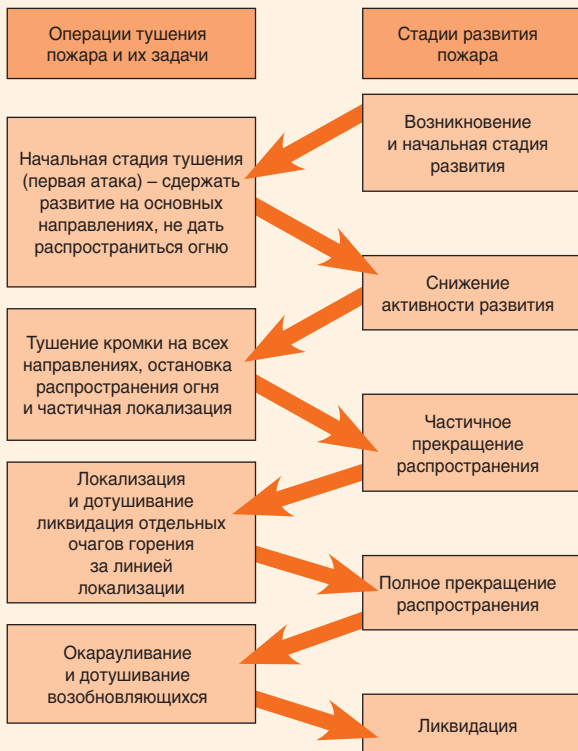 Операции тушения
пожара и их задачи
Стадии развития
пожара
Возникновение
и начальная стадия
развития
Начальная стадия тушения
(первая атака) – сдержать
развитие на основных
направлениях, не дать
распространиться огню
Снижение
активности развития
Тушение кромки на всех
направлениях, остановка
распространения огня
и частичная локализация
Частичное
прекращение
распространения
Локализация
и дотушивание
ликвидация отдельных
очагов горения
за линией
локализации
Полное прекращение
распространения
Окарауливание
и дотушивание
возобновляющихся
Ликвидация